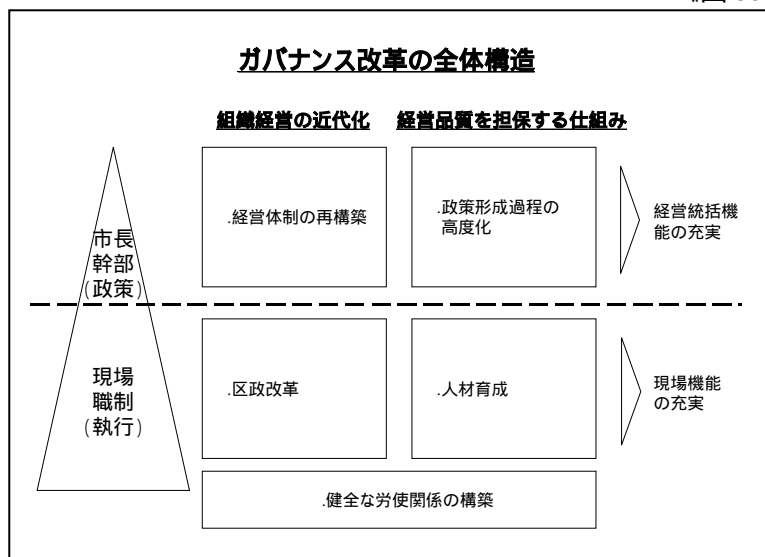 ガバナンス改革の全体構造
組織経営の近代化
経営品質を担保する仕組み
市長
幹部
(政策)
.経営体制の再構築
.政策形成過程の
高度化
経営統括機
能の充実
現場
職制
(執行)
.区政改革
.人材育成
現場機能
の充実
.健全な労使関係の構築